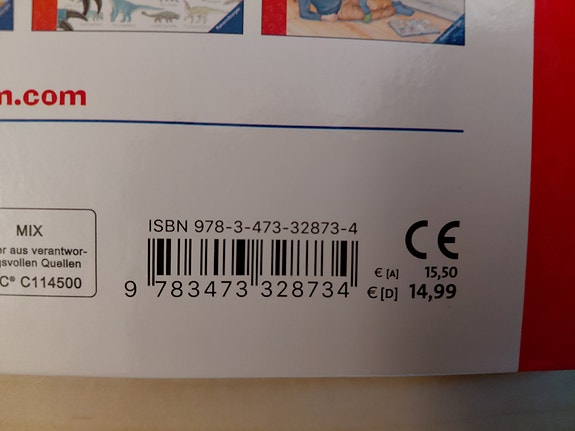 m.com
ISBN 978-3-473-32873-4
MIX
er aus verantwor-
gsvollen Quellen
C® C114500
CE
€ [A] 15,50
€ [D] 14,99
9 783473 328734